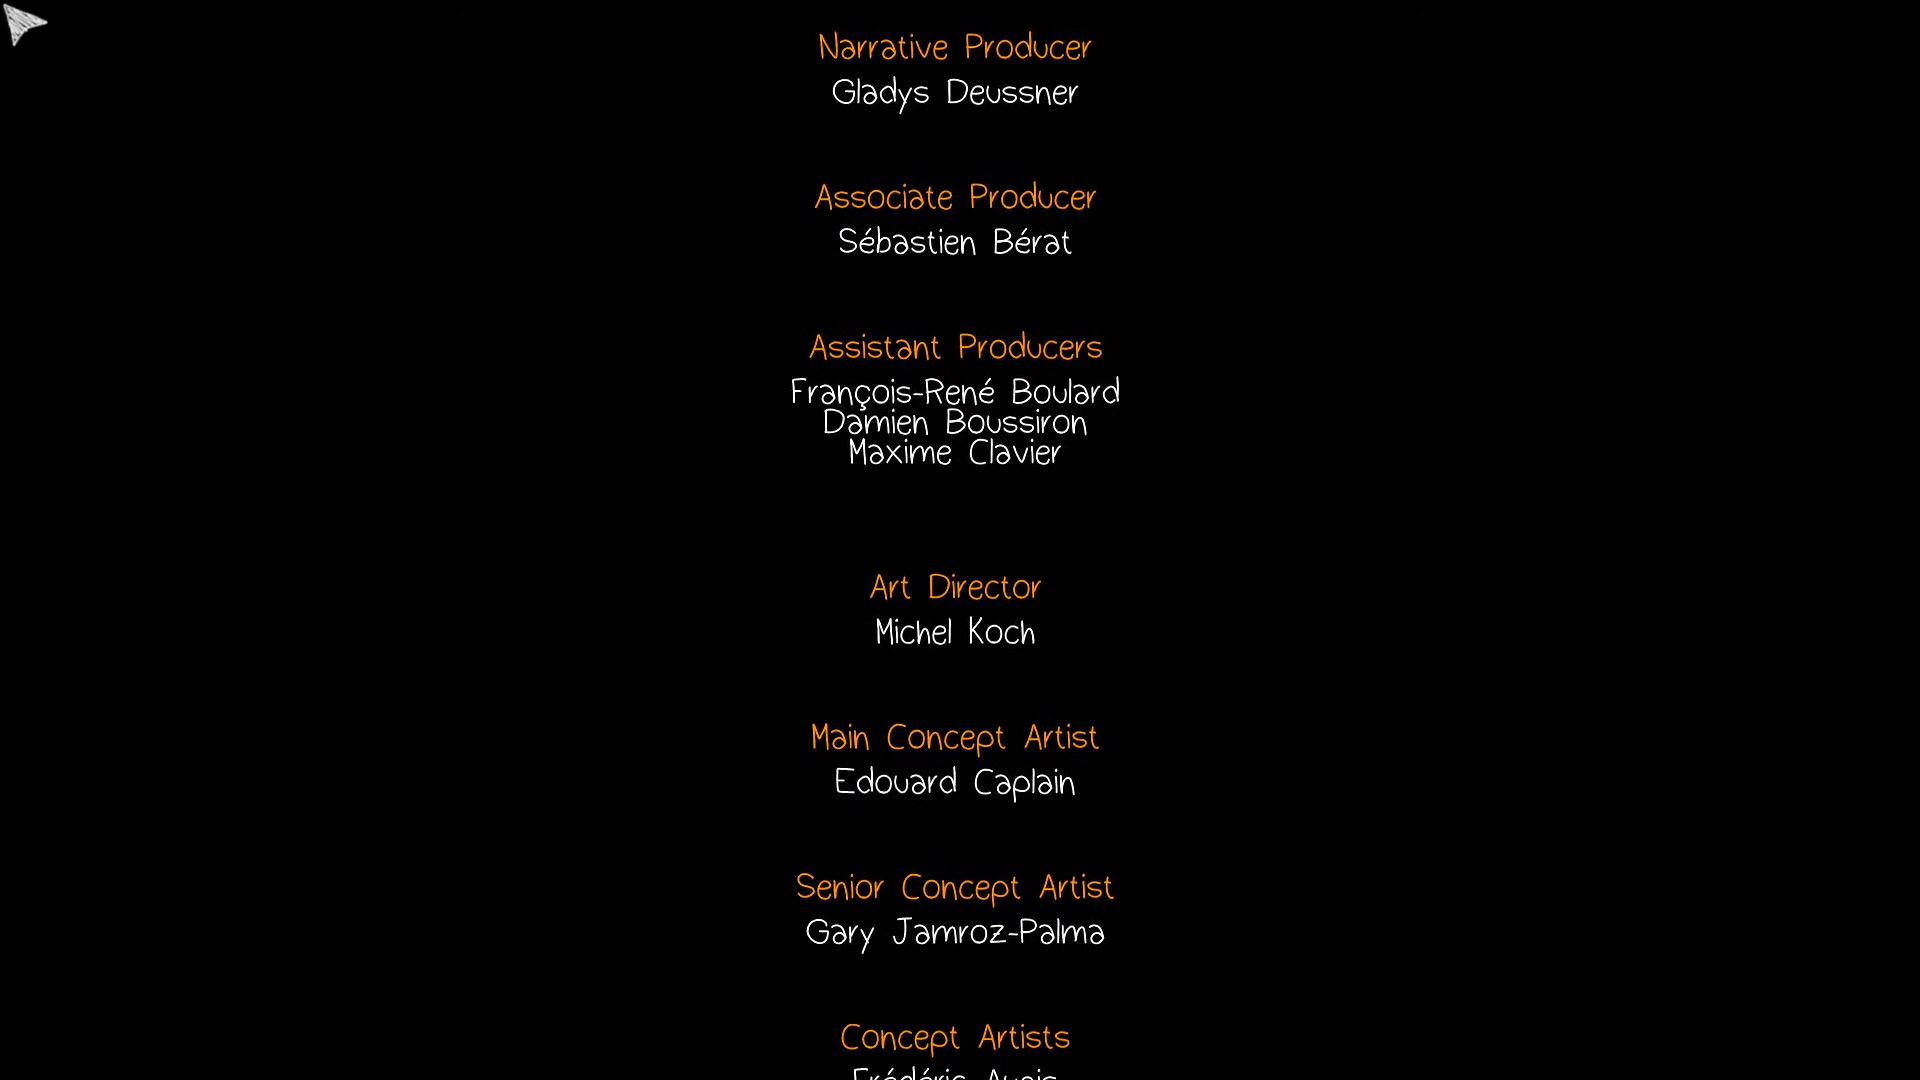 Narrative Producer
Gladys Deussner
Associate Producer
Sébastien Bérat
Assistant Producers
François-René Boulard
Damien Boussiron
Maxime Clavier
Art Director
Michel Koch
Main Concept Artist
Edouard Caplain
Senior Concept Artist
Gary Jamroz-Palma
Concept Artists